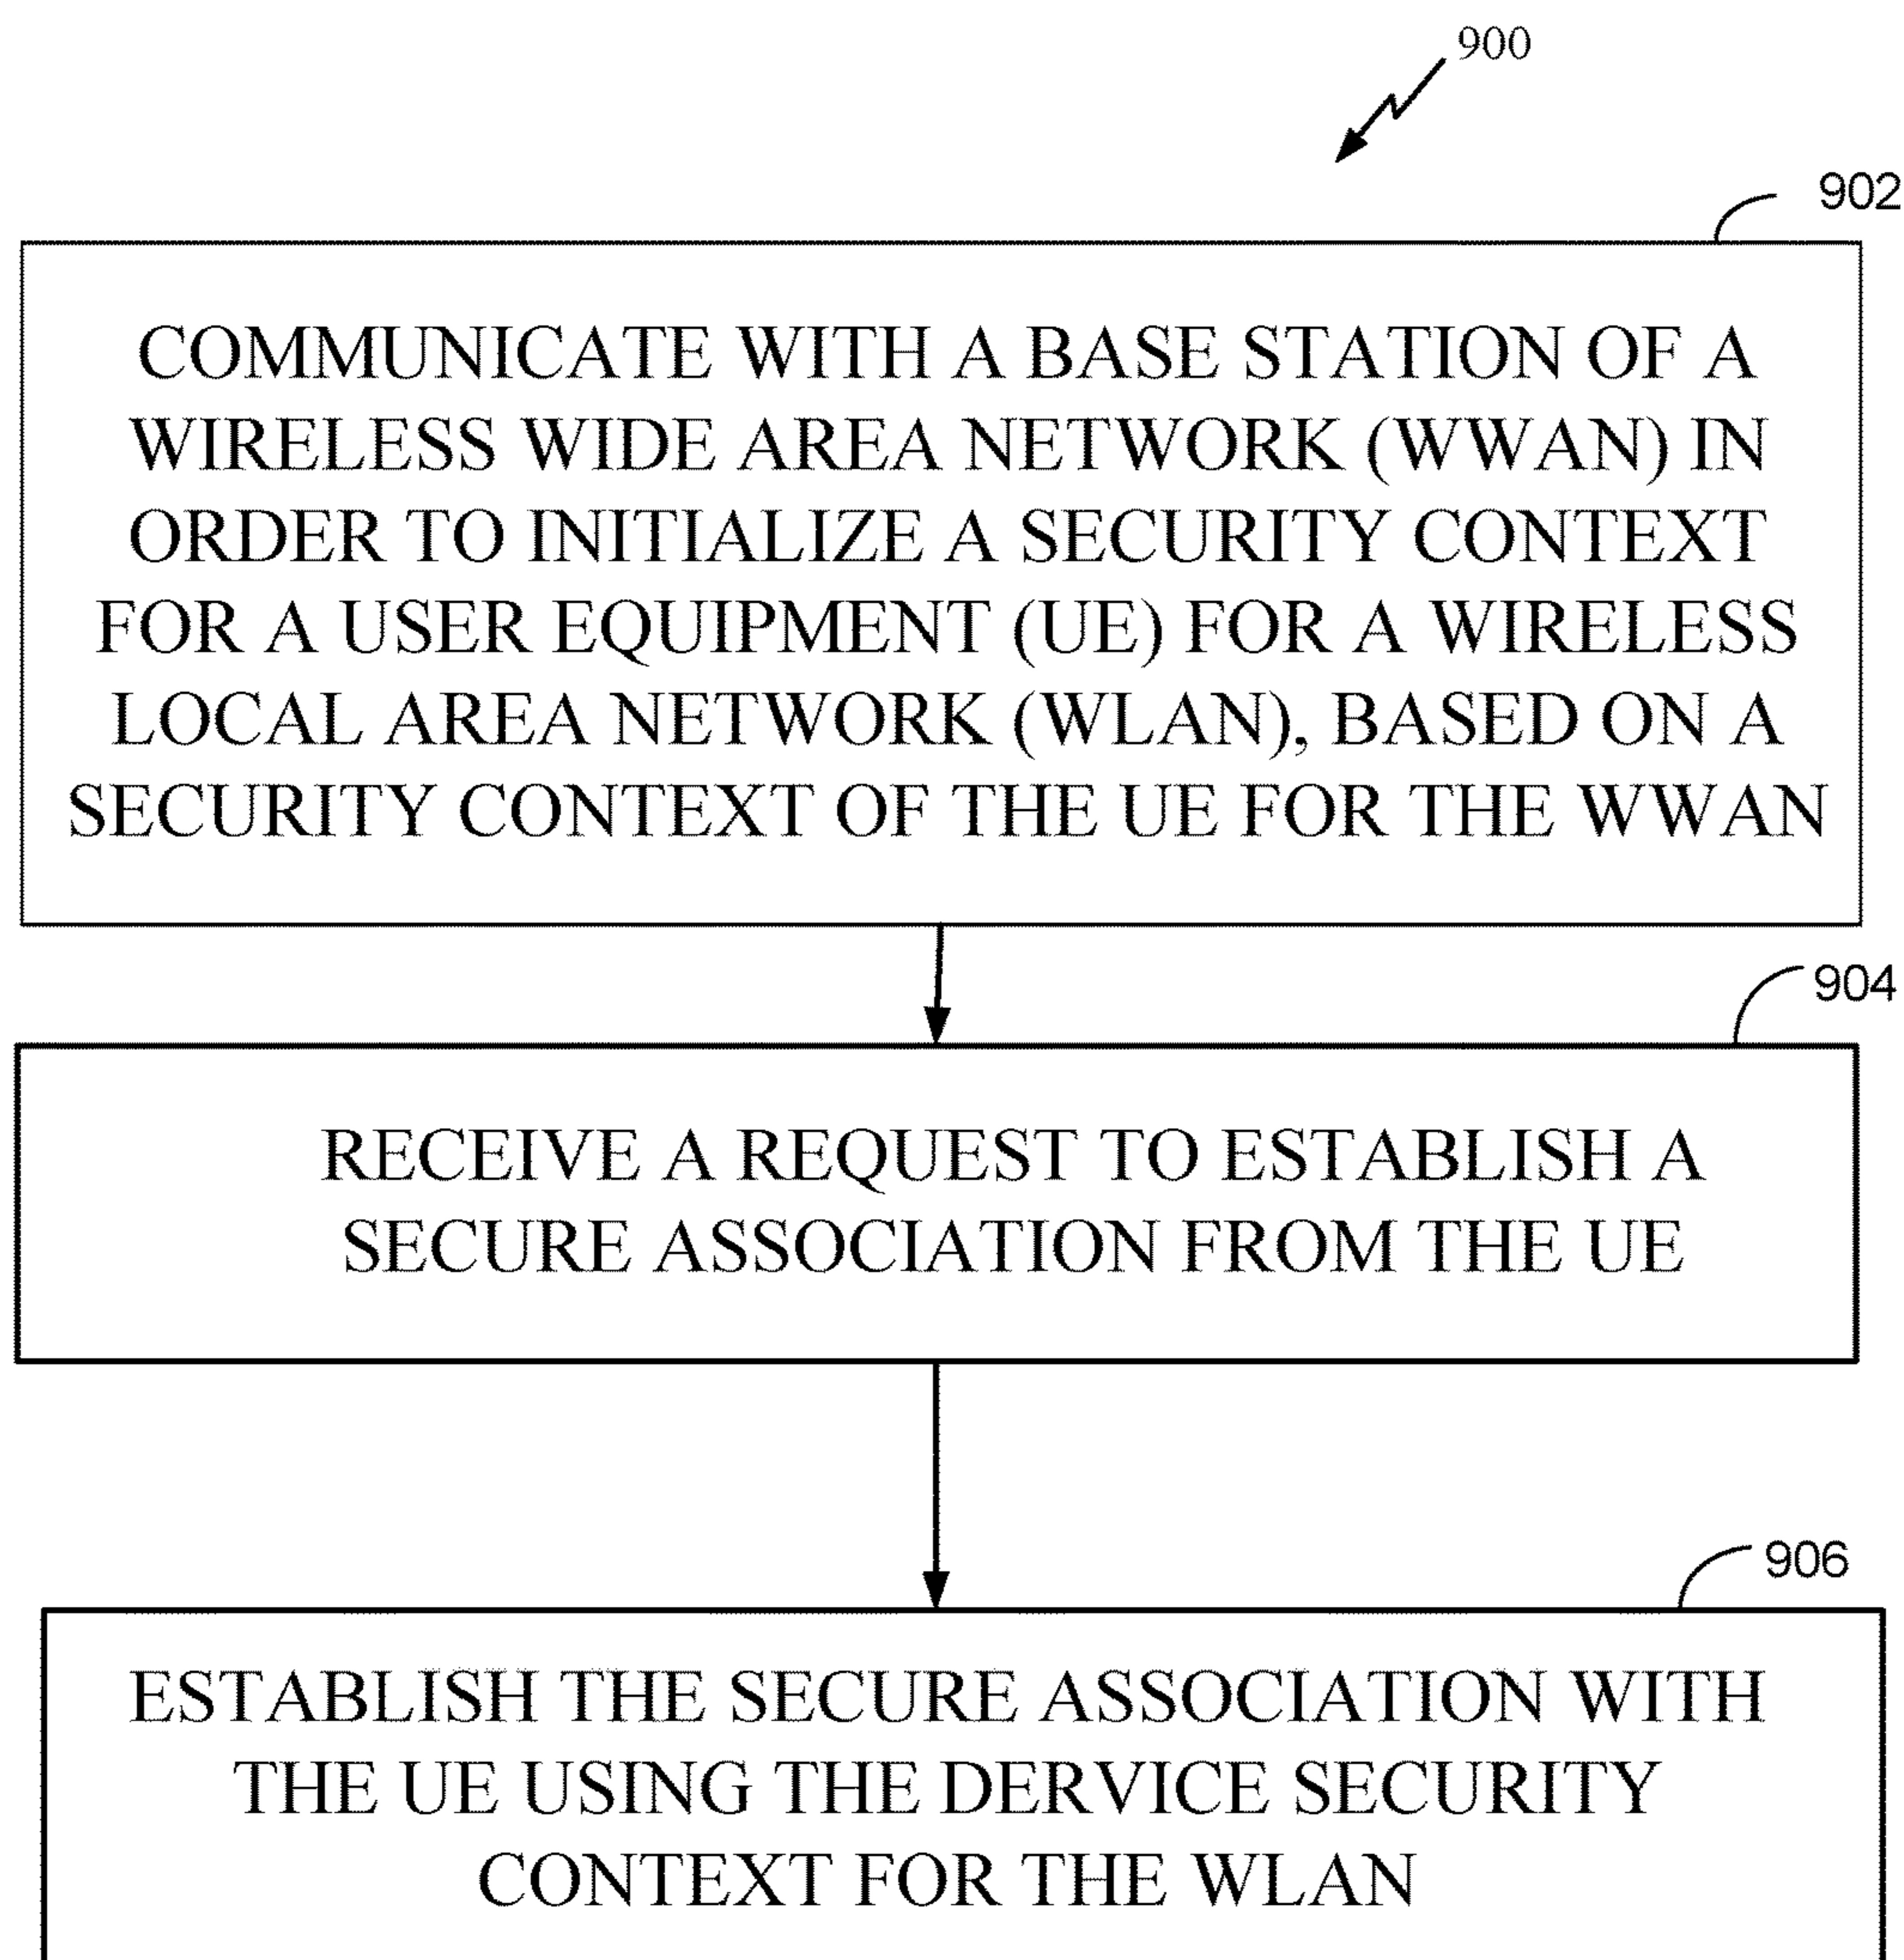 900
902
COMMUNICATE WITH A BASE STATION OF A
WIRELESS WIDE AREA NETWORK (WWAN) IN
ORDER TO INITIALIZE A SECURITY CONTEXT
FOR A USER EQUIPMENT (UE) FOR A WIRELESS
LOCAL AREA NETWORK (WLAN), BASED ON A
SECURITY CONTEXT OF THE UE FOR THE WWAN
904
RECEIVE A REQUEST TO ESTABLISH A
SECURE ASSOCIATION FROM THE UE
906
ESTABLISH THE SECURE ASSOCIATION WITH
THE UE USING THE DERVICE SECURITY
CONTEXT FOR THE WLAN